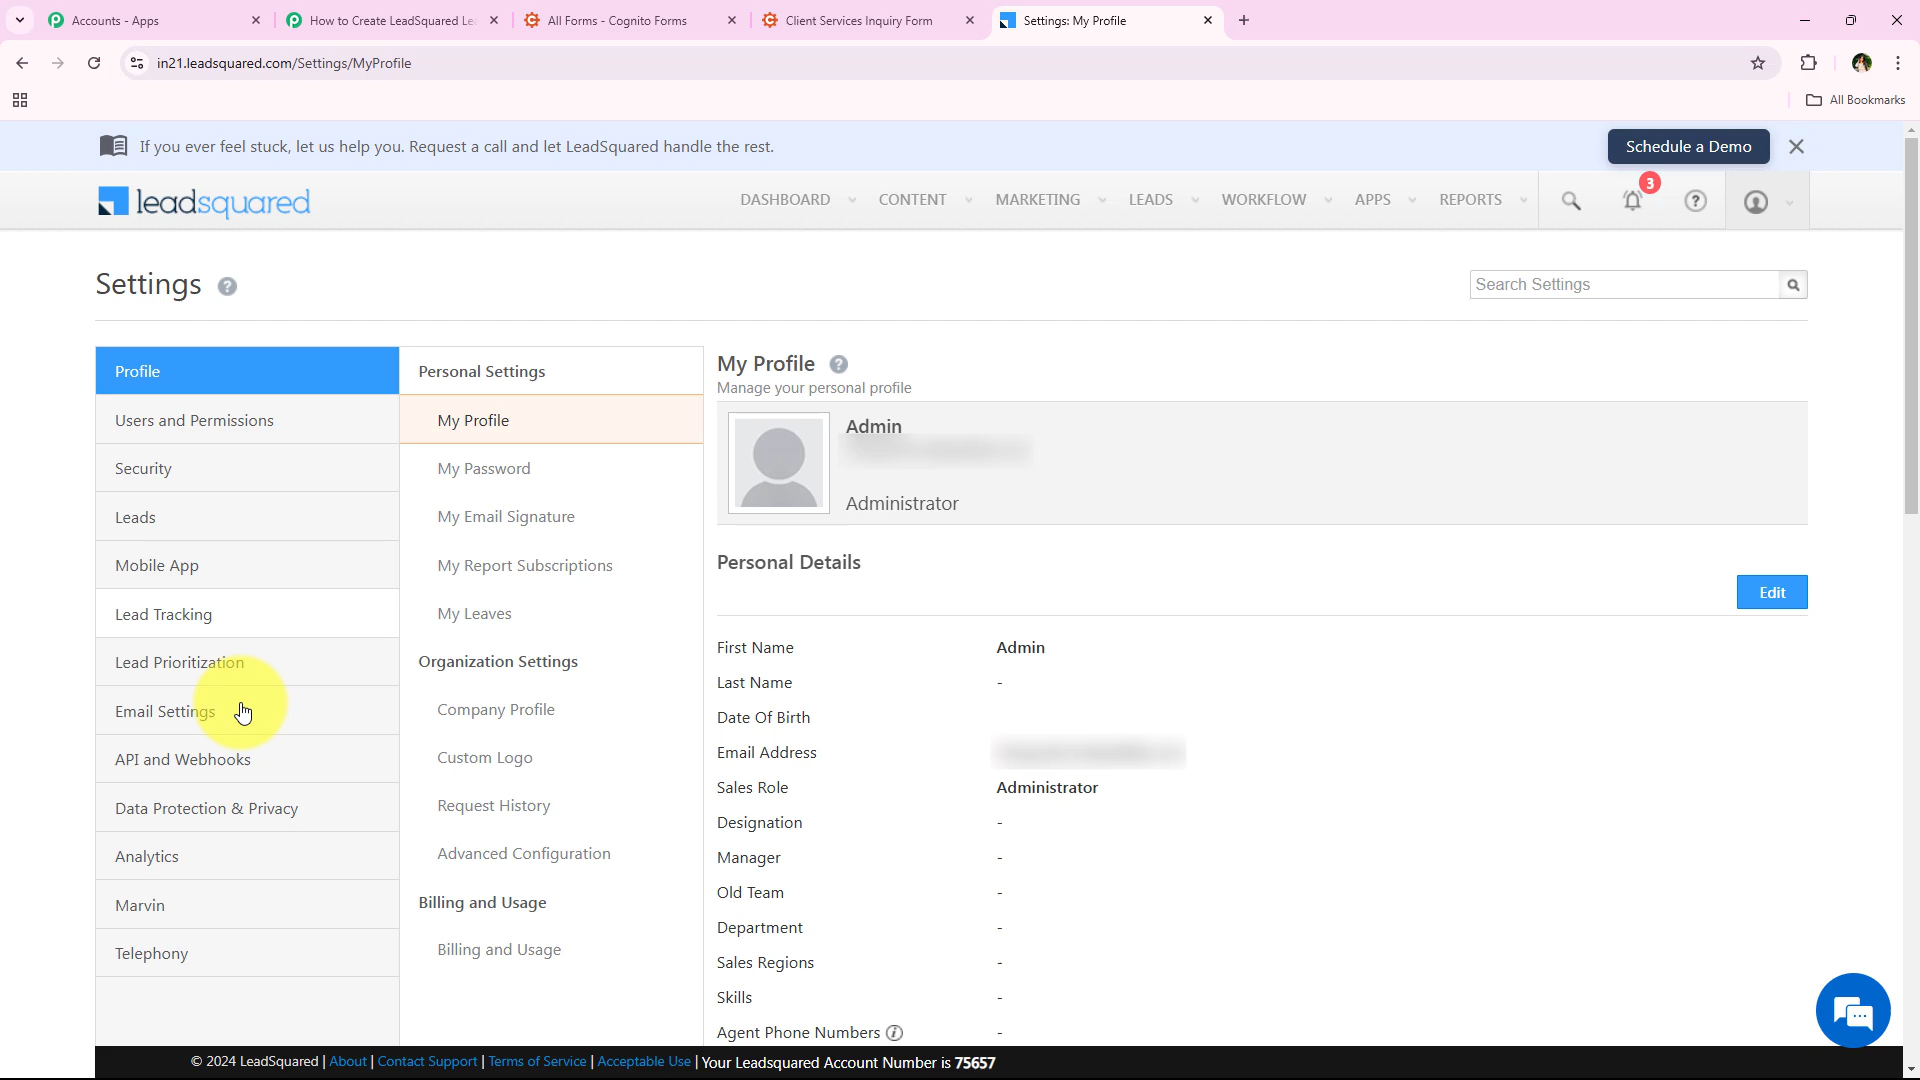 Accounts - Apps
How to Create LeadSquared Le
All Forms - Cognito Forms
Client Services Inquiry Form
Settings: My Profile
in21.leadsquared.com/Settings/MyProfile
All Bookmarks
If you ever feel stuck, let us help you. Request a call and let LeadSquared handle the rest.
Schedule a Demo
leadsquared
DASHBOARD
CONTENT
MARKETING
LEADS
WORKFLOW
APPS
REPORTS
3
Settings
Search Settings
Profile
Users and Permissions
Security
Leads
Mobile App
Lead Tracking
Lead Prioritization
Email Settings
API and Webhooks
Data Protection & Privacy
Analytics
Marvin
Telephony
Personal Settings
My Profile
My Password
My Email Signature
My Report Subscriptions
My Leaves
Organization Settings
Company Profile
Custom Logo
Request History
Advanced Configuration
Billing and Usage
Billing and Usage
My Profile
Manage your personal profile
Admin
Administrator
Personal Details
Edit
First Name Admin
Last Name -
Date Of Birth
Email Address
Sales Role Administrator
Designation -
Manager -
Old Team -
Department -
Sales Regions -
Skills -
Agent Phone Numbers -
© 2024 LeadSquared | About | Contact Support | Terms of Service | Acceptable Use | Your Leadsquared Account Number is 75657